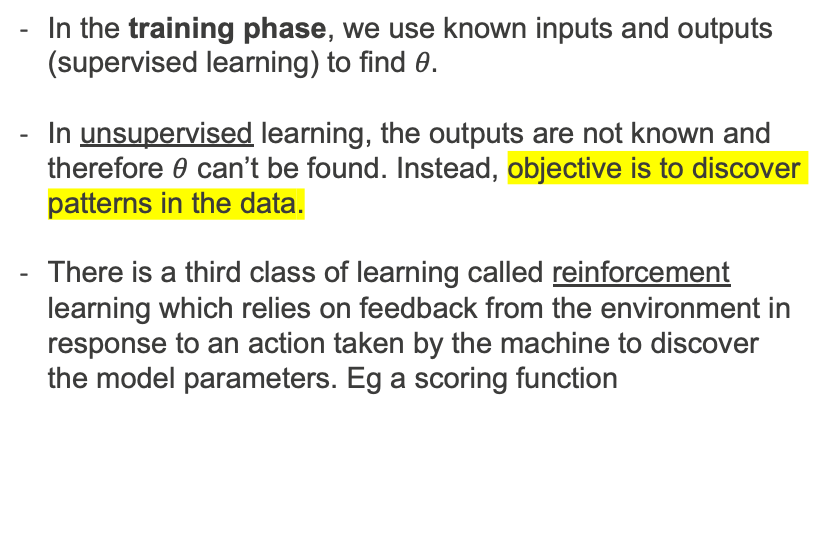 - In the training phase, we use known inputs and outputs
(supervised learning) to find θ.
- In unsupervised learning, the outputs are not known and
therefore θ can’t be found. Instead, objective is to discover
patterns in the data.
- There is a third class of learning called reinforcement
learning which relies on feedback from the environment in
response to an action taken by the machine to discover
the model parameters. Eg a scoring function